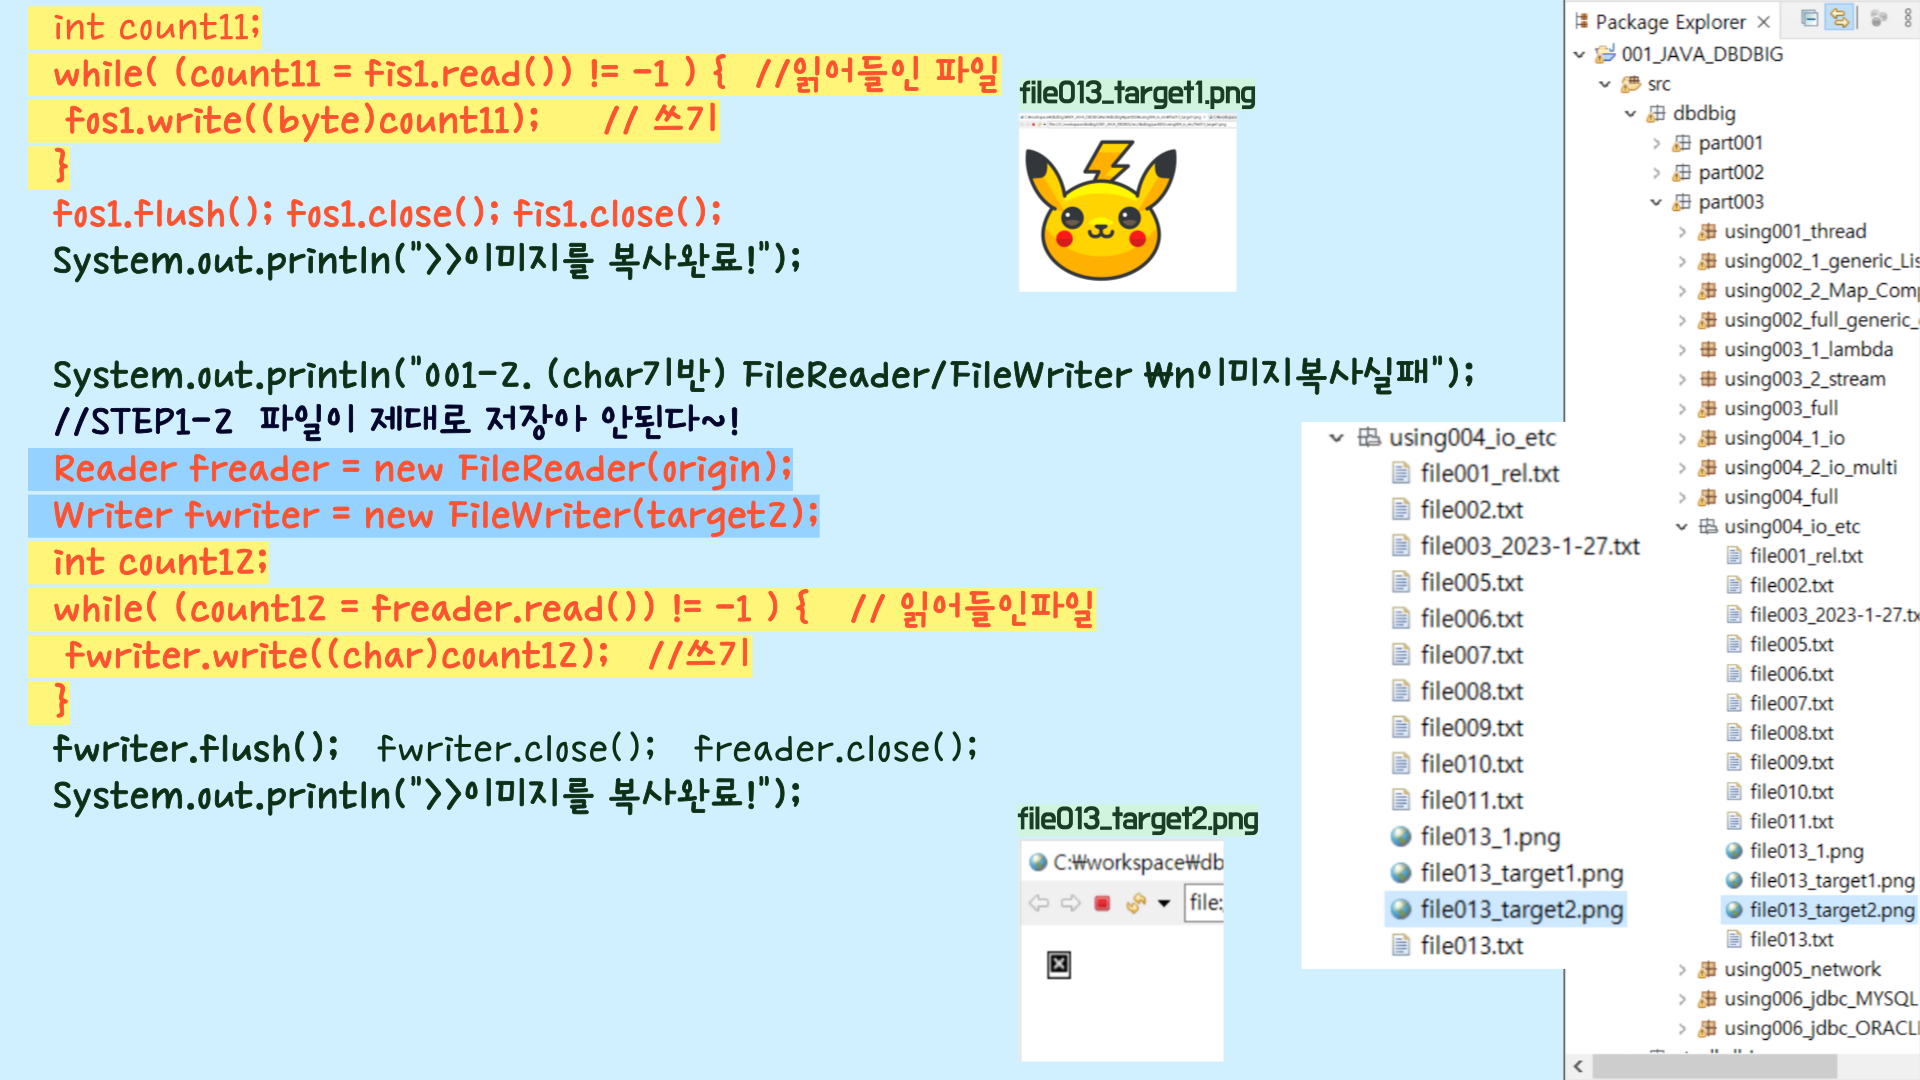 int count11;
while( (count11 = fis1.read()) != -1 ) {  //읽어들인 파일
fos1.write((byte)count11);    // 쓰기
}
fos1.flush(); fos1.close(); fis1.close();
System.out.println(">>이미지를 복사완료!");
file013_target1.png
System.out.println("001-2. (char기반) FileReader/FileWriter ₩n이미지복사실패");
//STEP1-2  파일이 제대로 저장아 안된다~!
Reader freader = new FileReader(origin);
Writer fwriter = new FileWriter(target2);
int count12;
while( (count12 = freader.read()) != -1 ) {   // 읽어들인파일
fwriter.write((char)count12);   //쓰기
}
fwriter.flush();  fwriter.close();  freader.close();
System.out.println(">>이미지를 복사완료!");
file013_target2.png
C:₩workspace₩db
file:
using004_io_etc
file001_rel.txt
file002.txt
file003_2023-1-27.txt
file005.txt
file006.txt
file007.txt
file008.txt
file009.txt
file010.txt
file011.txt
file013_1.png
file013_target1.png
file013_target2.png
file013.txt
Package Explorer
001_JAVA_DBDBIG
src
dbdbig
part001
part002
part003
using001_thread
using002_1_generic_Lis
using002_2_Map_Comp
using002_full_generic_
using003_1_lambda
using003_2_stream
using003_full
using004_1_io
using004_2_io_multi
using004_full
using004_io_etc
file001_rel.txt
file002.txt
file003_2023-1-27.tx
file005.txt
file006.txt
file007.txt
file008.txt
file009.txt
file010.txt
file011.txt
file013_1.png
file013_target1.png
file013_target2.png
file013.txt
using005_network
using006_jdbc_MYSQL
using006_jdbc_ORACL